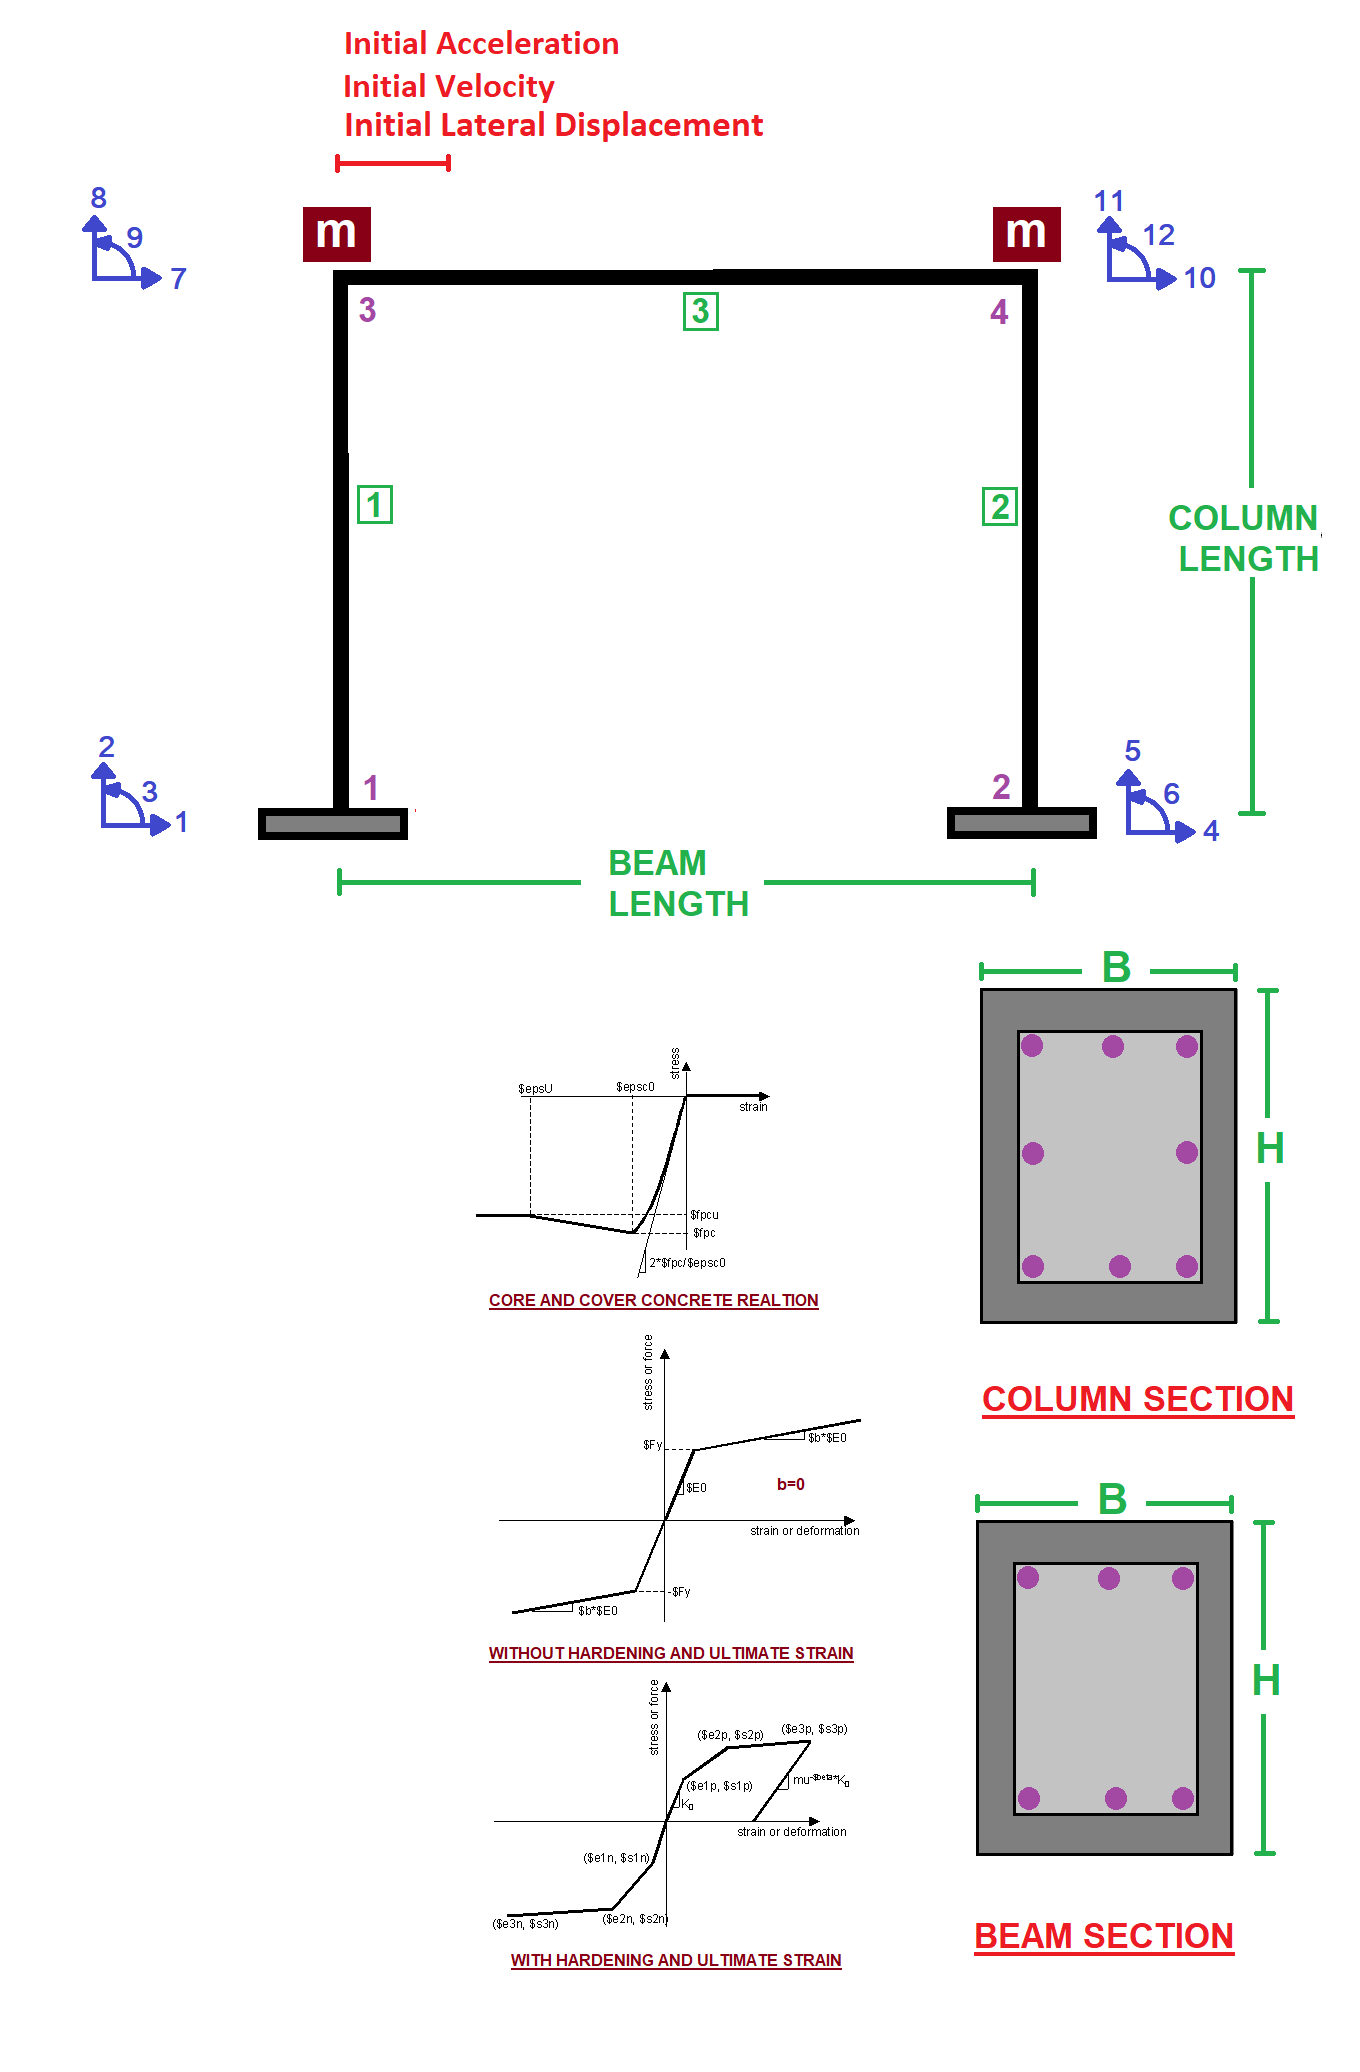 Initial Acceleration
Initial Velocity
Initial Lateral Displacement
8
9
7
m
m
11
12
10
3
3
4
1
2
COLUMN
LENGTH
2
3
1
1
2
5
6
4
BEAM
LENGTH
B
H
COLUMN SECTION
stress
$epsU
$epsc0
strain
$fpcu
$fpc
2*$fpc/$epsc0
CORE AND COVER CONCRETE REALTION
stress or force
$Fy
$b*$E0
$E0
b=0
strain or deformation
-$Fy
$b*$E0
WITHOUT HARDENING AND ULTIMATE STRAIN
B
H
BEAM SECTION
stress or force
($e2p, $s2p)
($e3p, $s3p)
($e1p, $s1p)
mu-$beta*K0
K0
strain or deformation
($e1n, $s1n)
($e3n, $s3n)
($e2n, $s2n)
WITH HARDENING AND ULTIMATE STRAIN